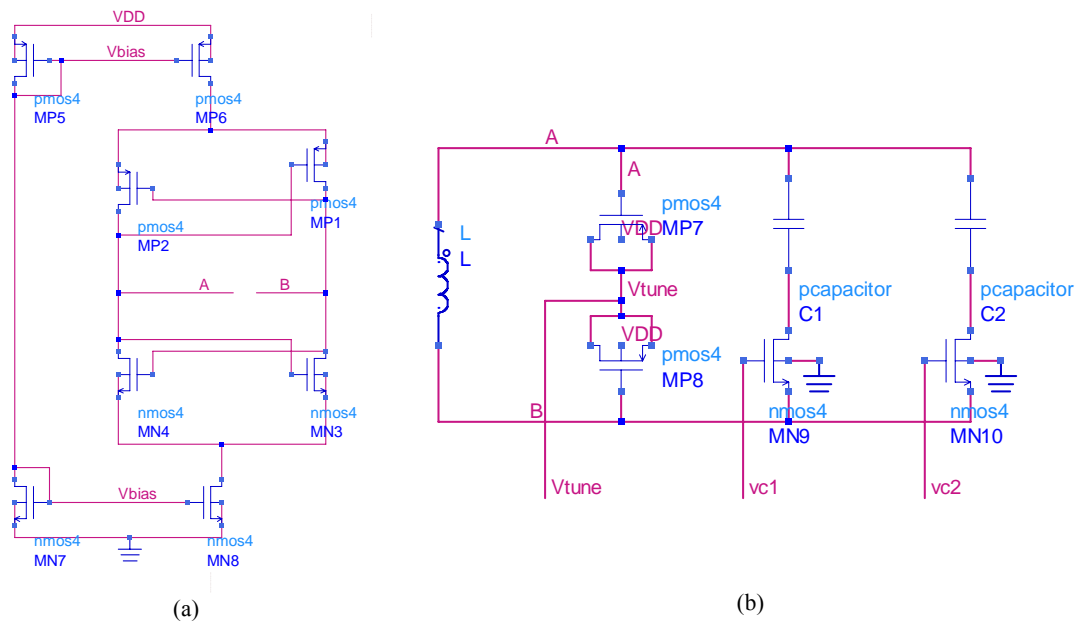 VDD
Vbias
pmos4
MP5
pmos4
MP6
pmos4
MP2
pmos4
MP1
A
B
nmos4
MN4
nmos4
MN3
Vbias
nmos4
MN7
nmos4
MN8
(a)
A
A
L
L
pmos4
VDD
MP7
Vtune
VDD
pmos4
MP8
pcapacitor
C1
pcapacitor
C2
B
nmos4
MN9
nmos4
MN10
Vtune
vc1
vc2
(b)